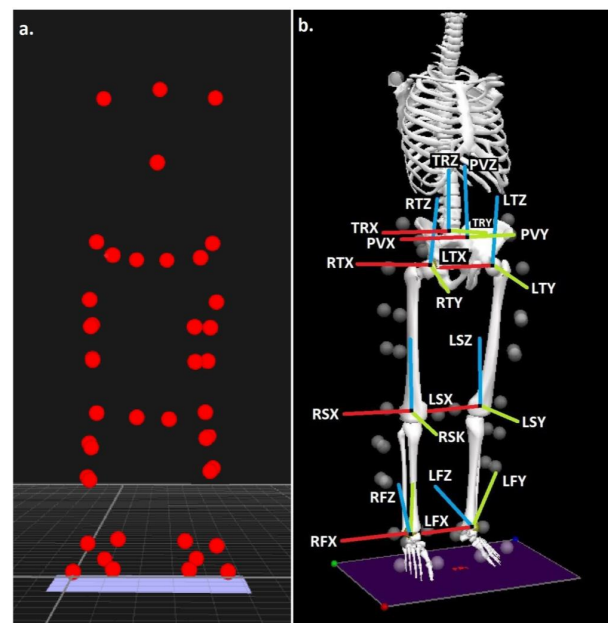 a.
b.
TRZ PVZ
RTZ LTZ
TRX TRY
PVX PVY
RTX LTX
RTY LTY
LSZ
LSX
RSX LSY
RSK
RFZ LFZ LFY
RFX LFX